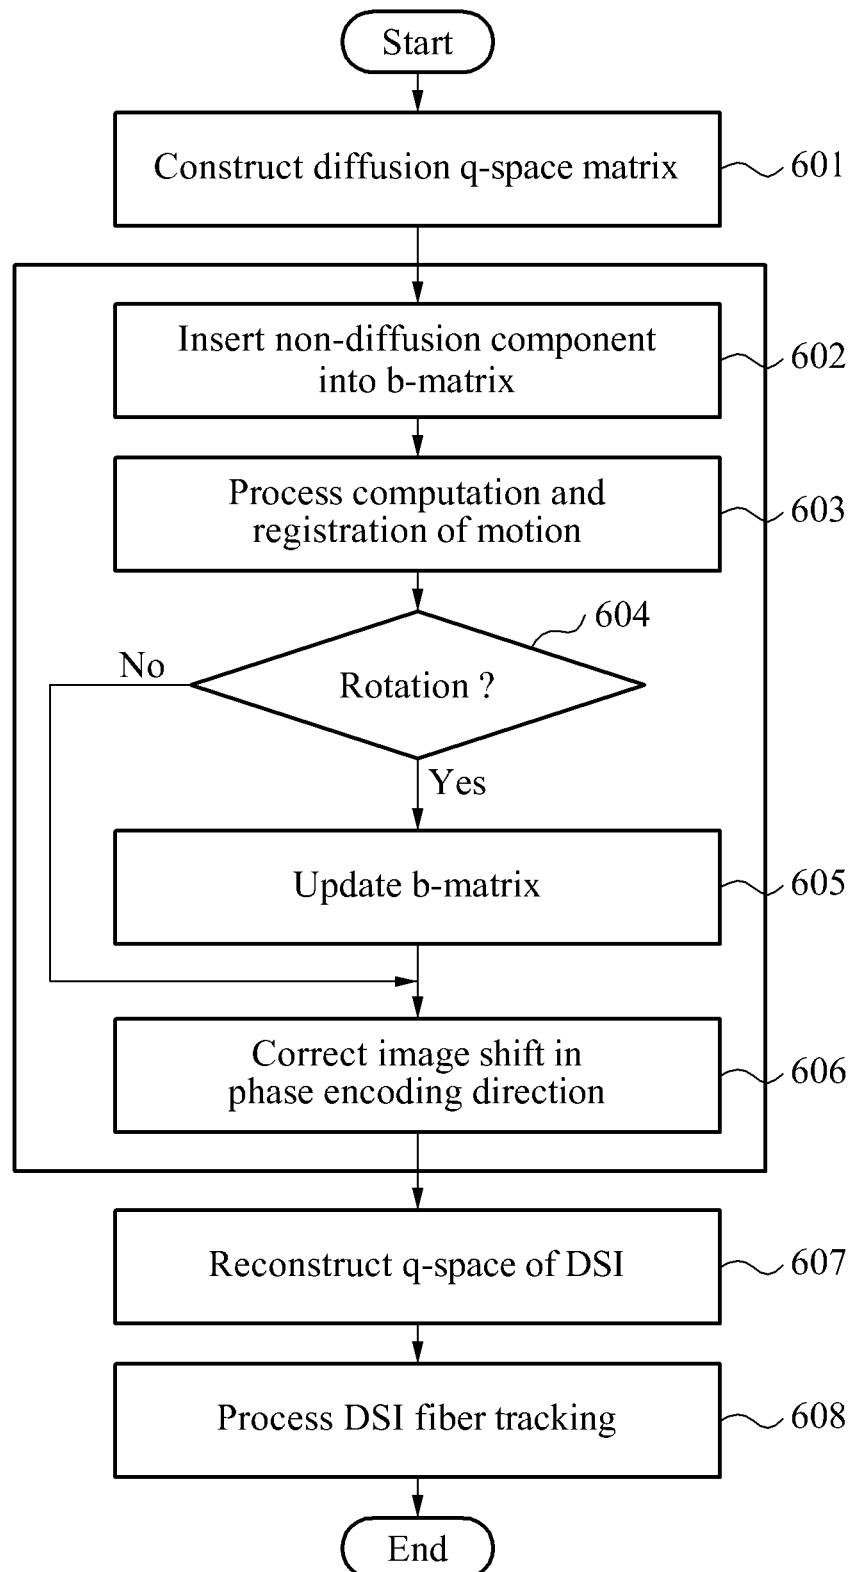 Start
Construct diffusion q-space matrix
601
Insert non-diffusion component
into b-matrix
602
Process computation and
registration of motion
603
604
Rotation ?
No
Yes
Update b-matrix
605
Correct image shift in
phase encoding direction
606
Reconstruct q-space of DSI
607
Process DSI fiber tracking
608
End